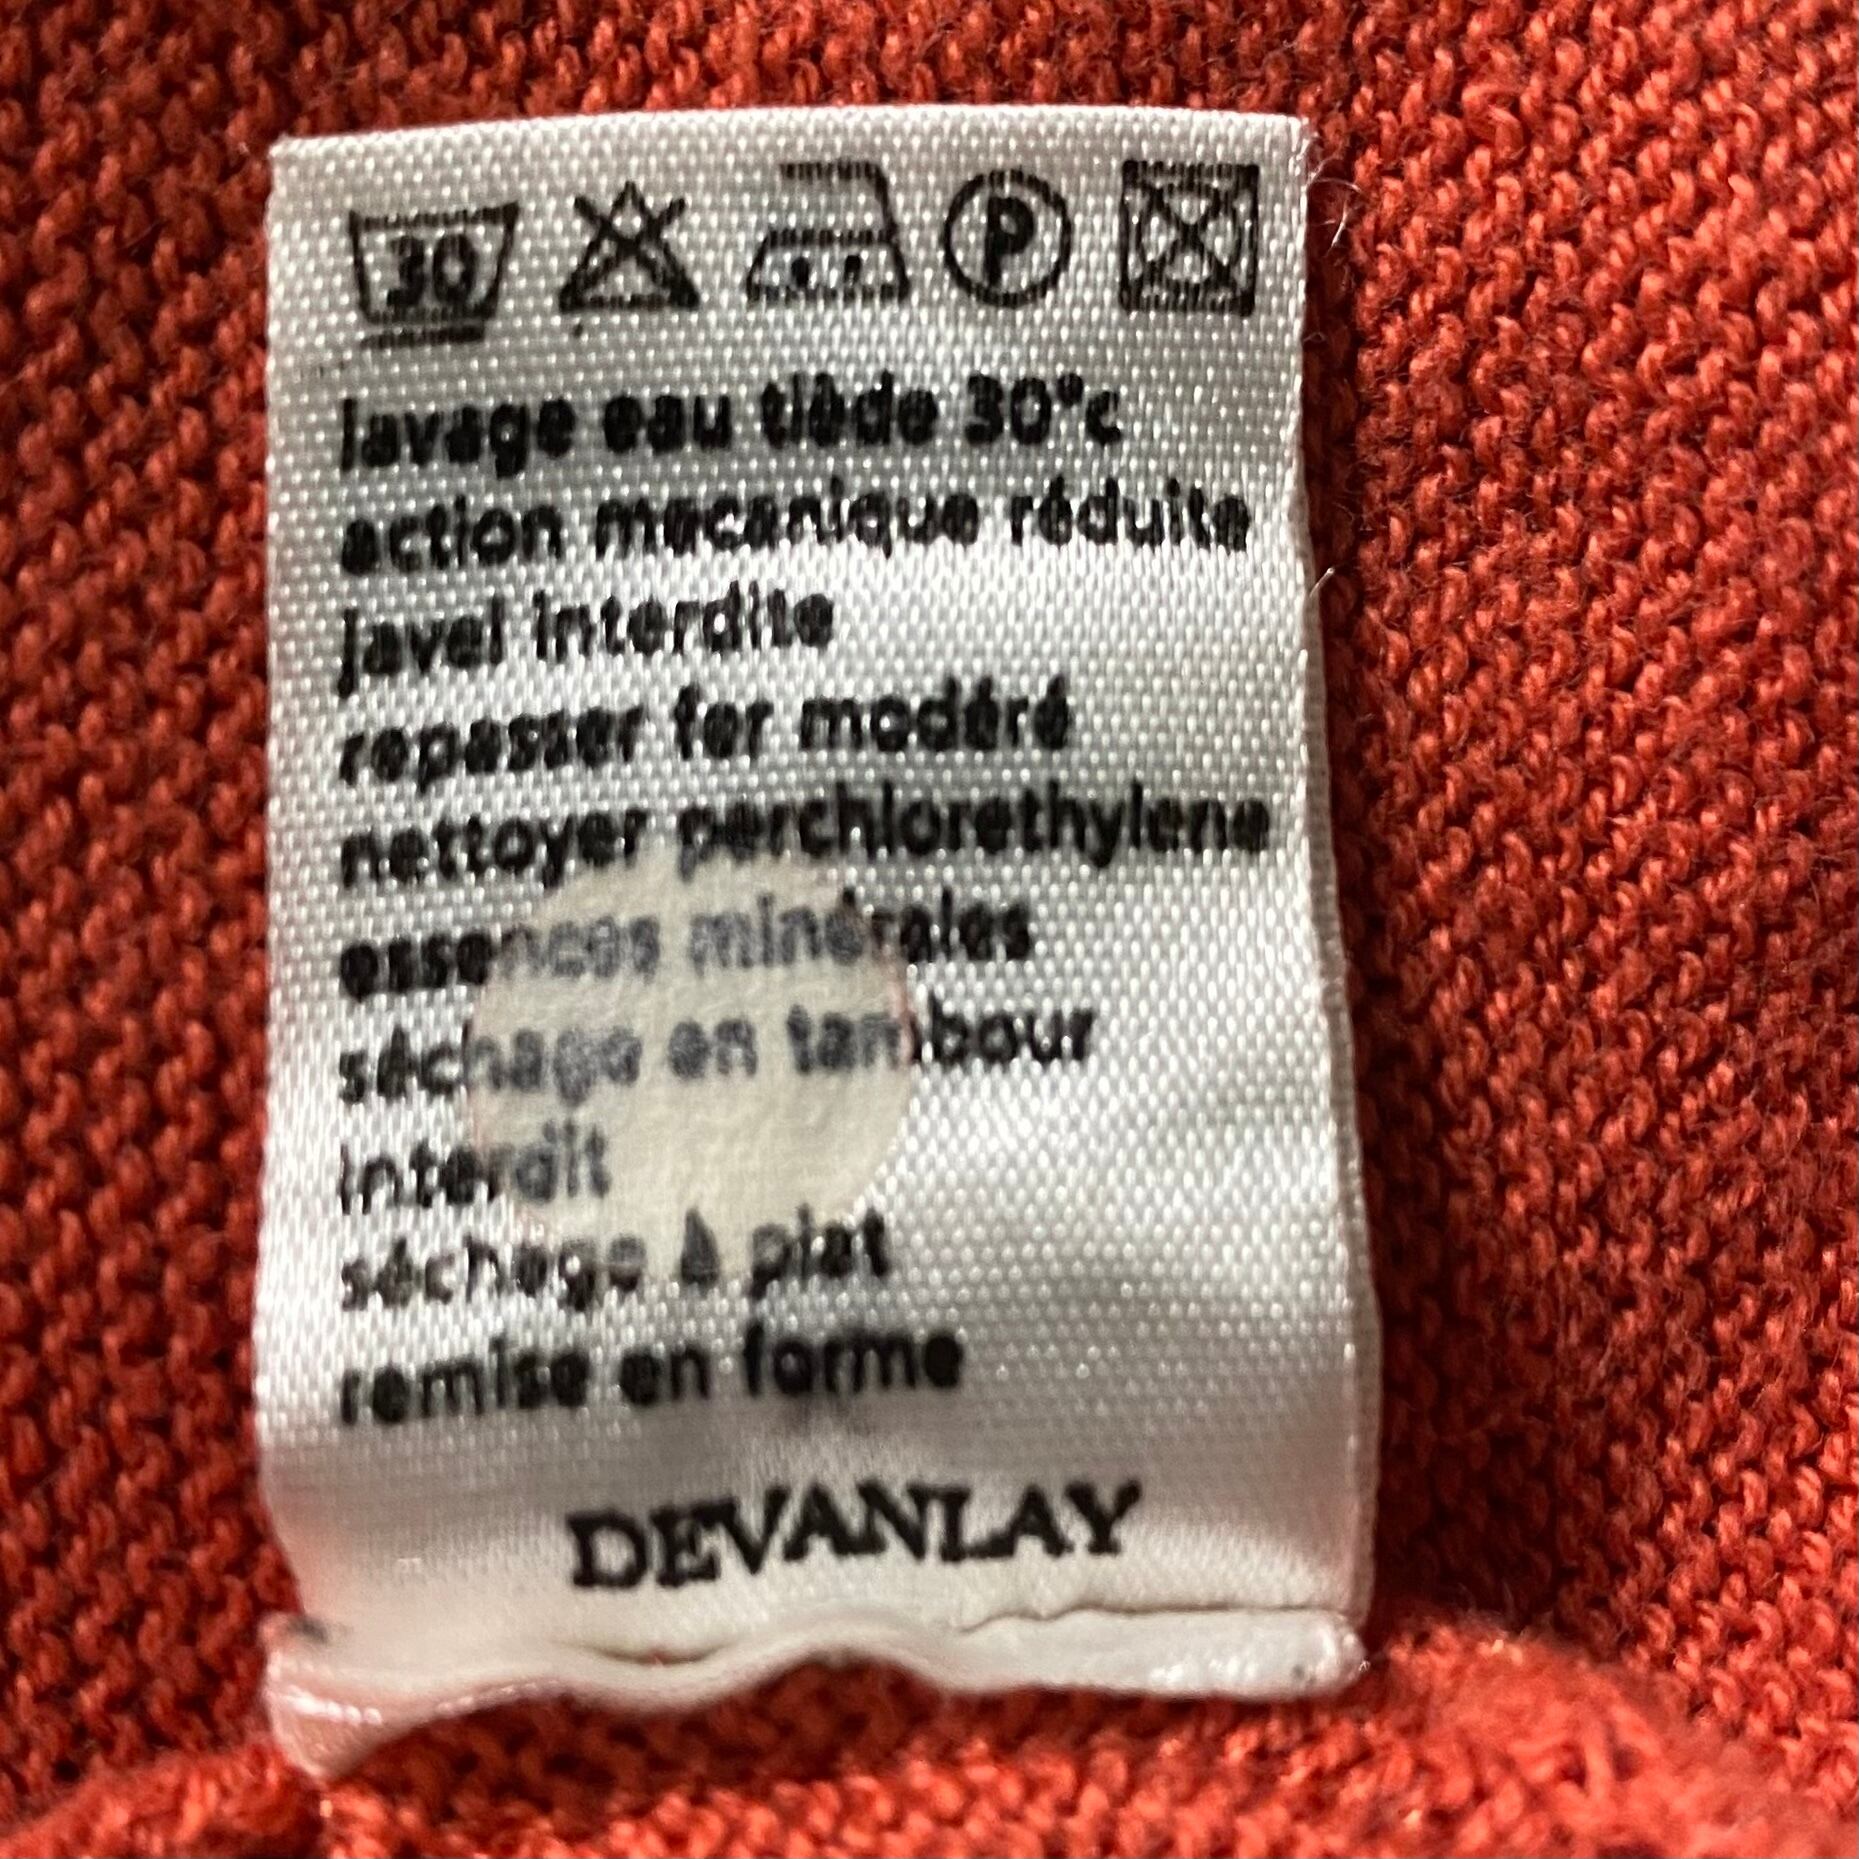 30 P
lavage eau tiède 30°c
action mecanique réduite
javel interdite
repasser fer modéré
nettoyer perchlorethylene
essences minérales
séchage en tambour
interdit
séchage à plat
remise en forme
DEVANLAY